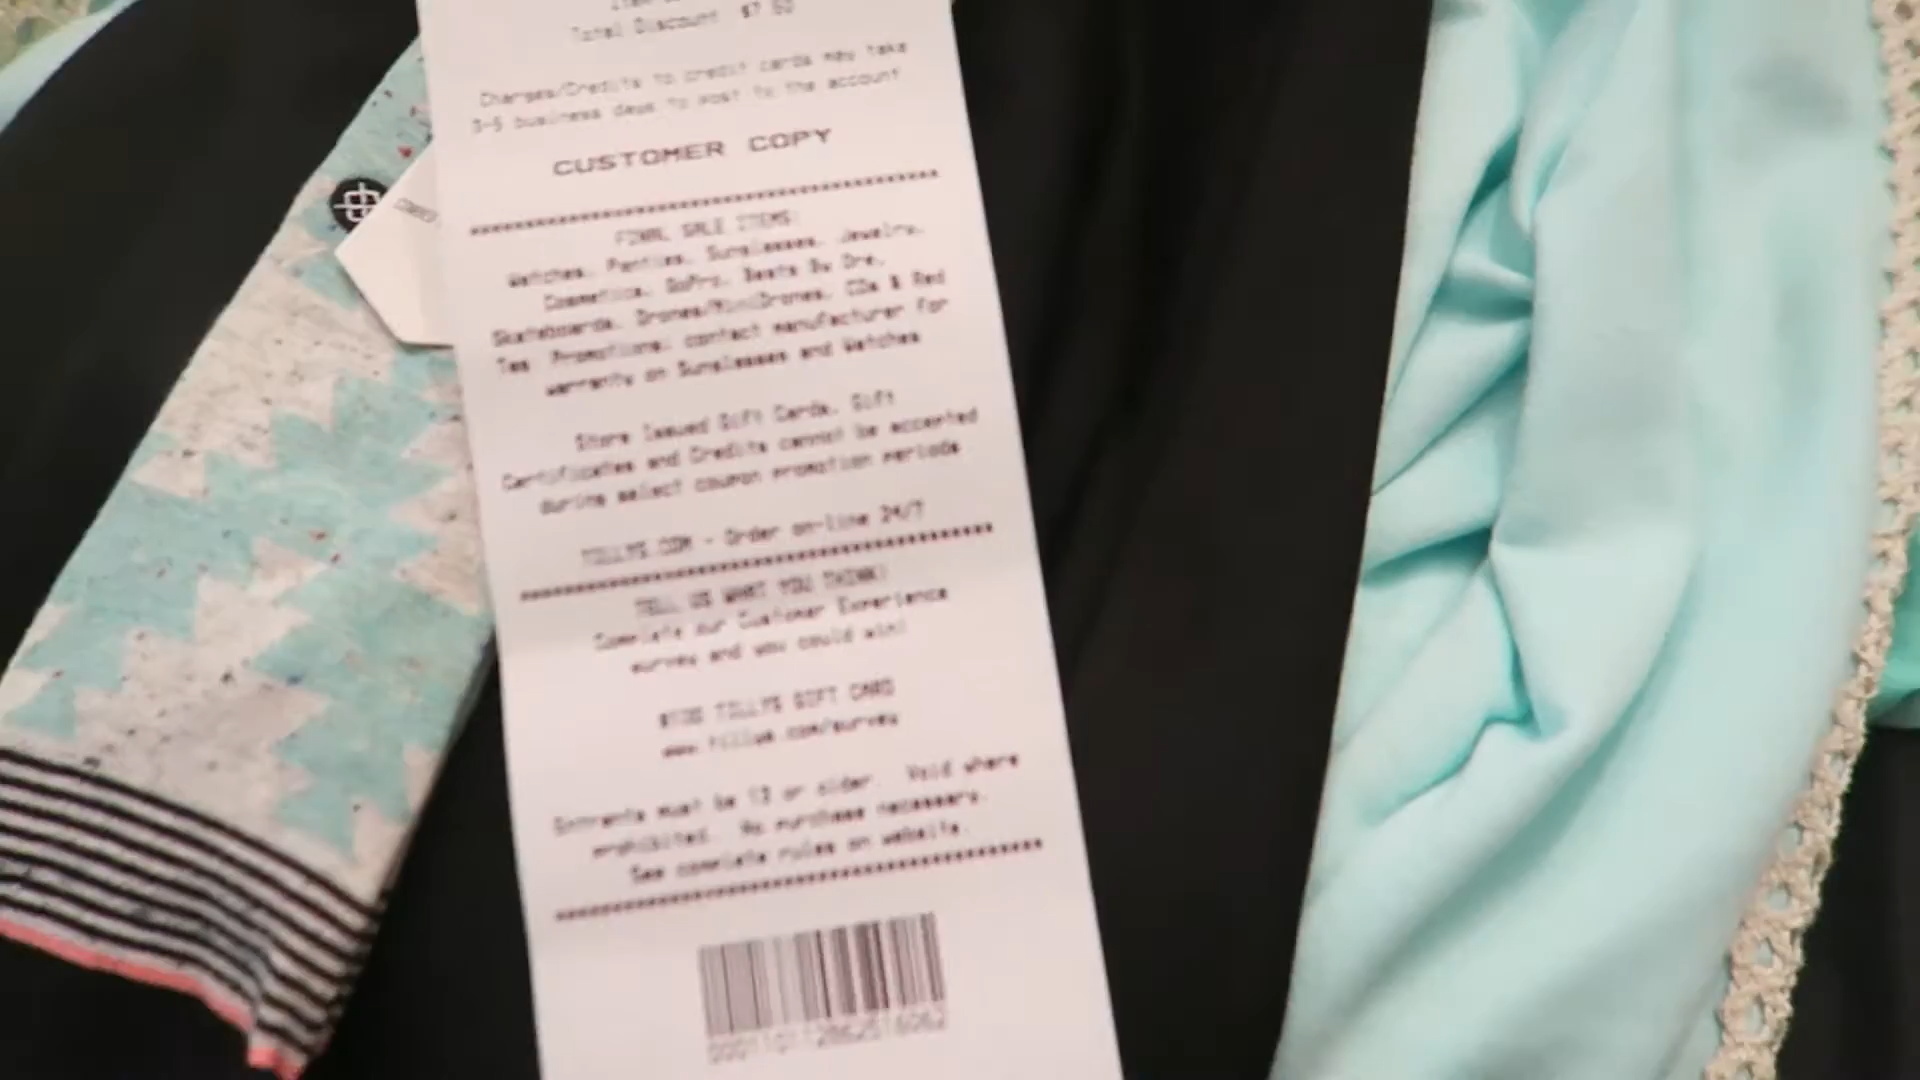 Total Discount $7.50
Charges/Credits to credit cards may take
3-5 business days to post to the account
CUSTOMER COPY
FINAL SALE ITEMS:
Watches, Panties, Sunglasses, Jewelry,
Cosmetics, GoPro, Beats By Dre,
Skateboards, Drones/MiniDrones, CDs & Red
Tag Promotions: contact manufacturer for
warranty on Sunglasses and Watches
Store Issued Gift Cards, Gift
Certificates and Credits cannot be accepted
during select coupon promotion periods
TILLYS.COM - Order on-line 24/7
TELL US WHAT YOU THINK!
Complete our Customer Experience
survey and you could win!
$100 TILLYS GIFT CARD
www.tillys.com/survey
Entrants must be 13 or older. Void where
prohibited. No purchase necessary.
See complete rules on website.